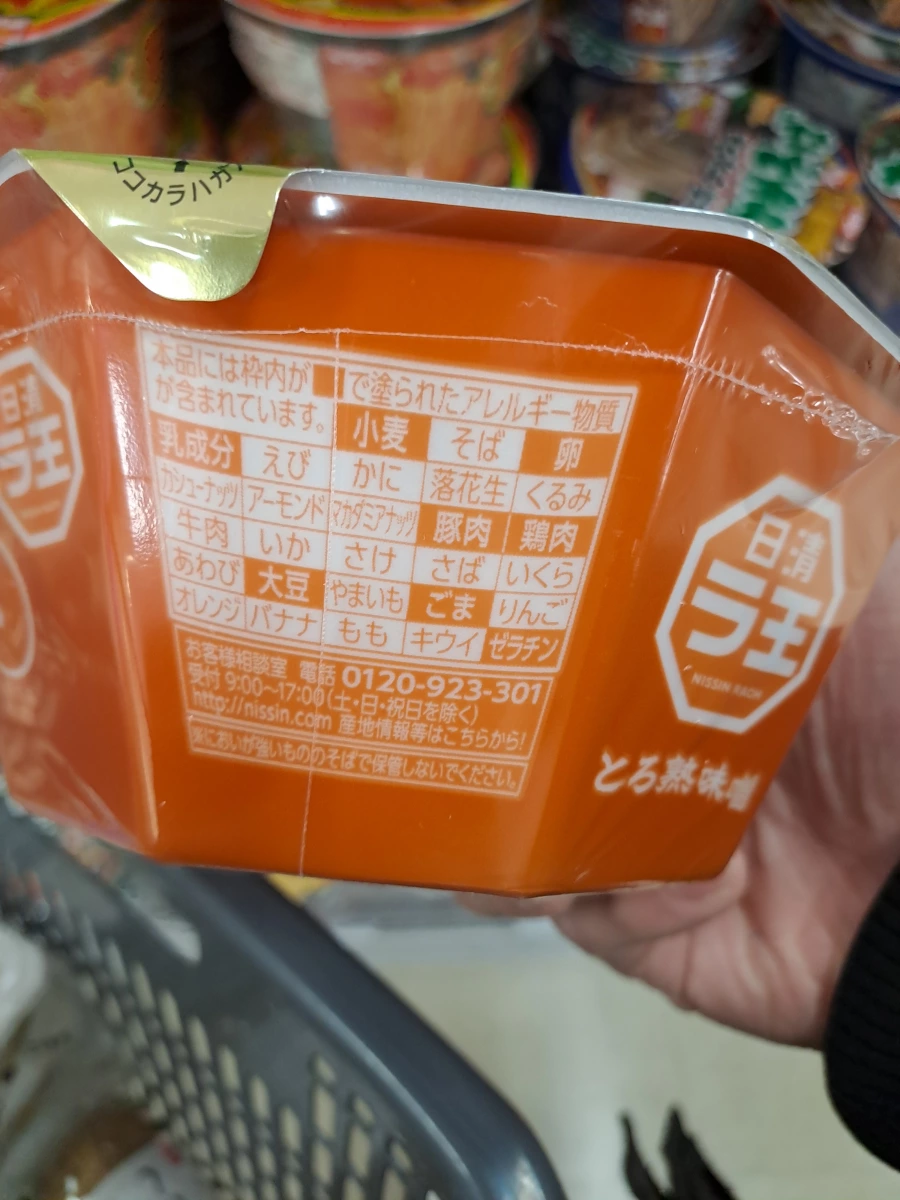 ココカラハガ
本品には枠内が■で塗られたアレルギー物質
が含まれています。
小麦 そば 卵
乳成分 えび かに 落花生 くるみ
カシューナッツ アーモンド マカダミアナッツ 豚肉 鶏肉
牛肉 いか さけ さば いくら
あわび 大豆 やまいも ごま りんご
オレンジ バナナ もも キウイ ゼラチン
お客様相談室 電話 0120-923-301
受付 9:00~17:00(土・日・祝日を除く)
http://nissin.com 産地情報等はこちらから!
※においが強いもののそばで保管しないでください。
日清
ラ王
日清
ラ王
NISSIN RAOH
とろ熟味噌